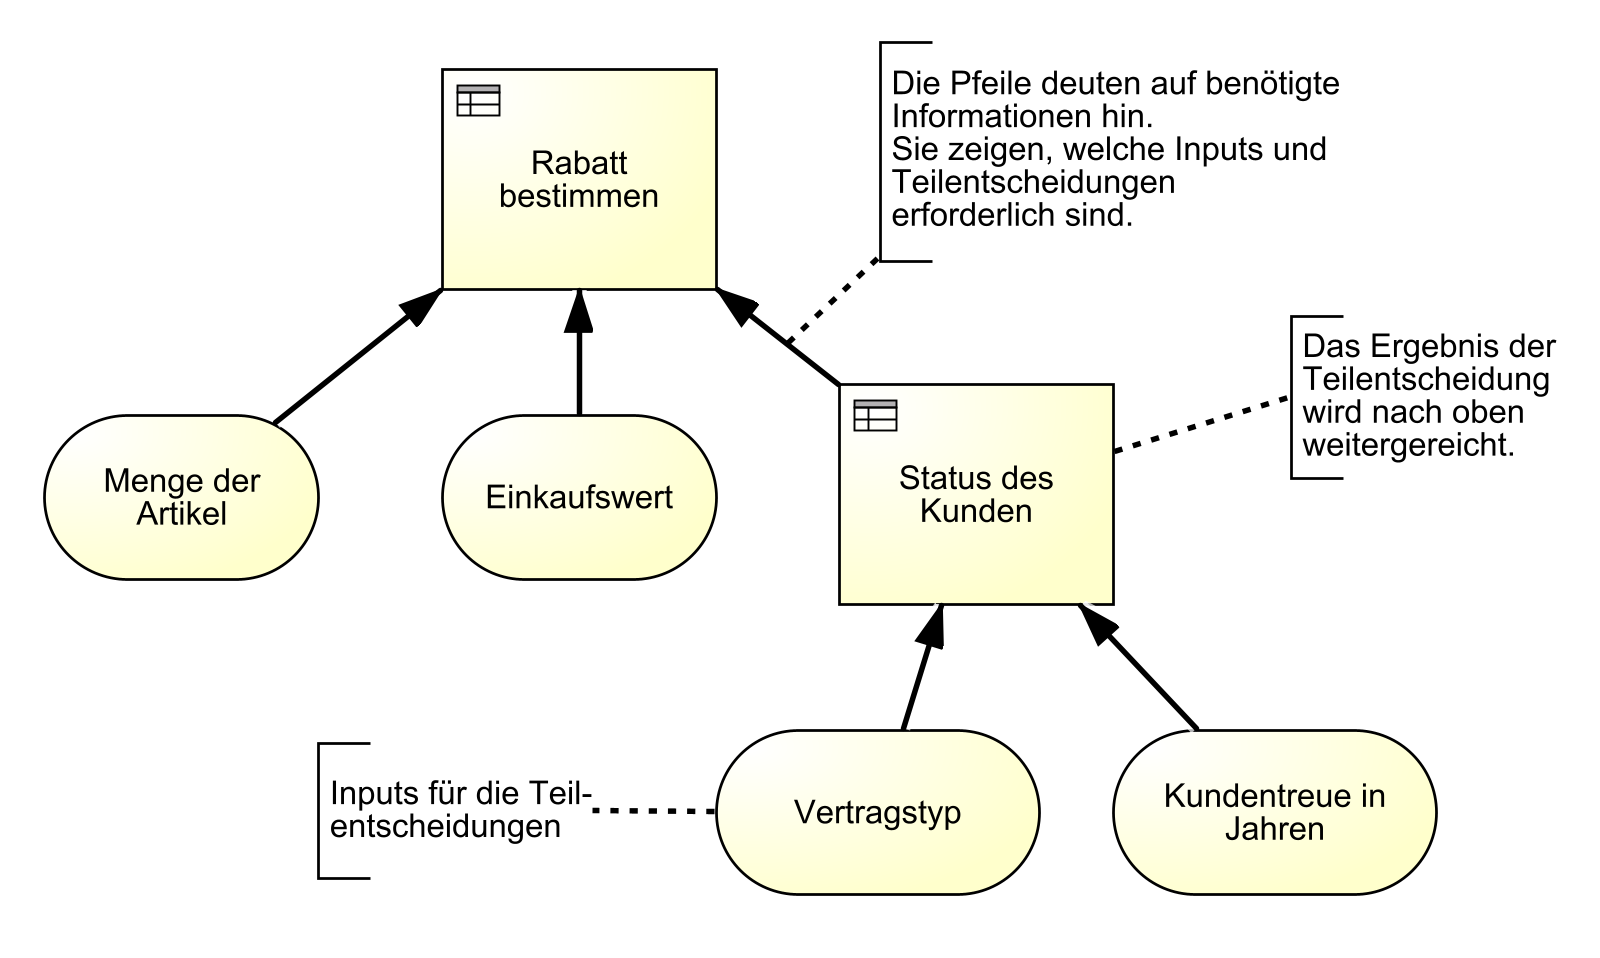 Rabatt
bestimmen
Die Pfeile deuten auf benötigte
Informationen hin.
Sie zeigen, welche Inputs und
Teilentscheidungen
erforderlich sind.
Das Ergebnis der
Teilentscheidung
wird nach oben
weitergereicht.
Menge der
Artikel
Einkaufswert
Status des
Kunden
Inputs für die Teil-
entscheidungen
Vertragstyp
Kundentreue in
Jahren